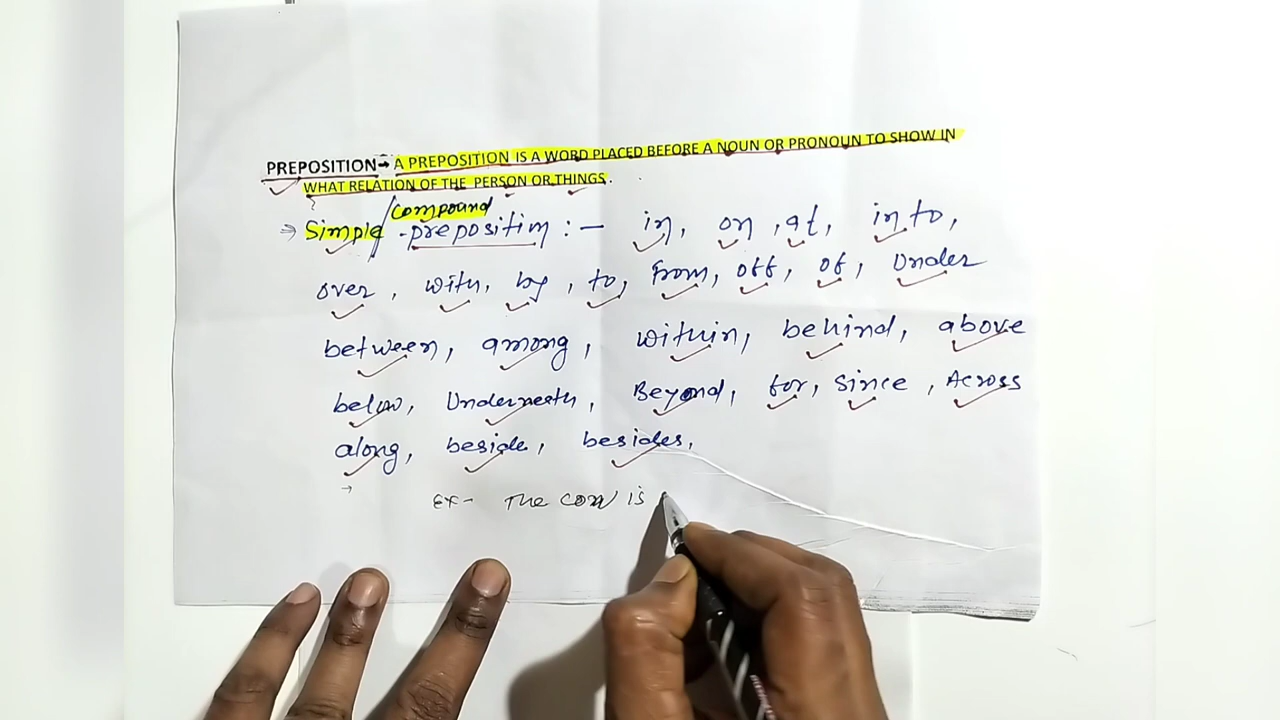 PREPOSITION➡ A PREPOSITION IS A WORD PLACED BEFORE A NOUN OR PRONOUN TO SHOW IN
WHAT RELATION OF THE PERSON OR THINGS.
⇒ Simple/compound -preposition :- in, on, at, into,
over, with, by, to, from, off, of, Under
between, among, within, behind, above
below, Underneath, Beyond, for, Since, Across
along, beside, besides,
Ex- The cow is